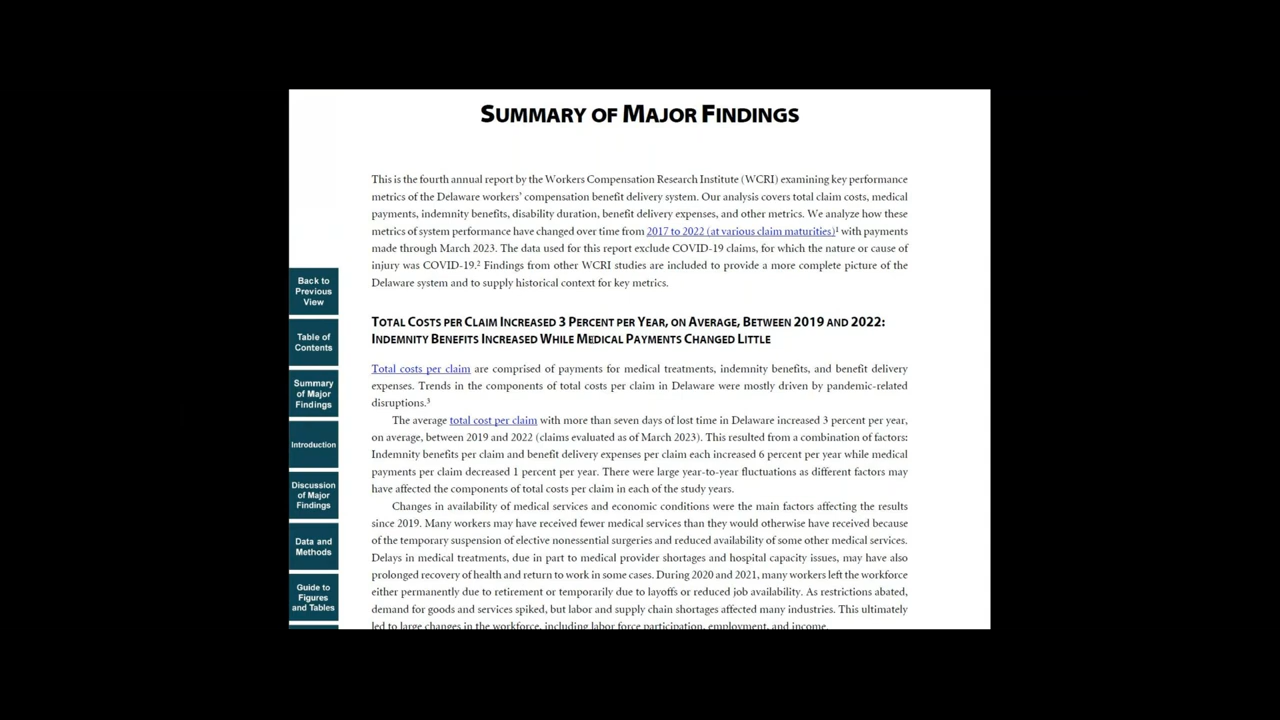 SUMMARY OF MAJOR FINDINGS
This is the fourth annual report by the Workers Compensation Research Institute (WCRI) examining key performance
metrics of the Delaware workers’ compensation benefit delivery system. Our analysis covers total claim costs, medical
payments, indemnity benefits, disability duration, benefit delivery expenses, and other metrics. We analyze how these
metrics of system performance have changed over time from 2017 to 2022 (at various claim maturities)¹ with payments
made through March 2023. The data used for this report exclude COVID-19 claims, for which the nature or cause of
injury was COVID-19.² Findings from other WCRI studies are included to provide a more complete picture of the
Delaware system and to supply historical context for key metrics.
TOTAL COSTS PER CLAIM INCREASED 3 PERCENT PER YEAR, ON AVERAGE, BETWEEN 2019 AND 2022:
INDEMNITY BENEFITS INCREASED WHILE MEDICAL PAYMENTS CHANGED LITTLE
Total costs per claim are comprised of payments for medical treatments, indemnity benefits, and benefit delivery
expenses. Trends in the components of total costs per claim in Delaware were mostly driven by pandemic-related
disruptions.³
The average total cost per claim with more than seven days of lost time in Delaware increased 3 percent per year,
on average, between 2019 and 2022 (claims evaluated as of March 2023). This resulted from a combination of factors:
Indemnity benefits per claim and benefit delivery expenses per claim each increased 6 percent per year while medical
payments per claim decreased 1 percent per year. There were large year-to-year fluctuations as different factors may
have affected the components of total costs per claim in each of the study years.
Changes in availability of medical services and economic conditions were the main factors affecting the results
since 2019. Many workers may have received fewer medical services than they would otherwise have received because
of the temporary suspension of elective nonessential surgeries and reduced availability of some other medical services.
Delays in medical treatments, due in part to medical provider shortages and hospital capacity issues, may have also
prolonged recovery of health and return to work in some cases. During 2020 and 2021, many workers left the workforce
either permanently due to retirement or temporarily due to layoffs or reduced job availability. As restrictions abated,
demand for goods and services spiked, but labor and supply chain shortages affected many industries. This ultimately
led to large changes in the workforce, including labor force participation, employment, and income.
Back to
Previous
View
Table of
Contents
Summary
of Major
Findings
Introduction
Discussion
of Major
Findings
Data and
Methods
Guide to
Figures
and Tables